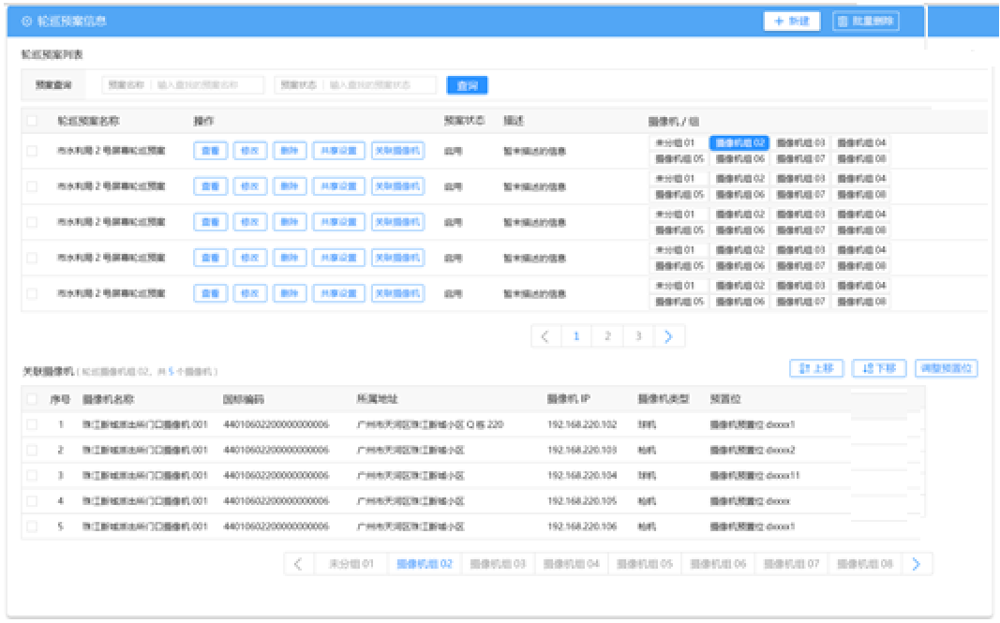 轮巡预案信息 + 新建 批量删除
轮巡预案列表
预案查询 预案名称 输入查找的预案名称 预案状态 输入查找的预案状态 查询
轮巡预案名称 操作 预案状态 描述 摄像机 / 组
市水利局 2 号屏幕轮巡预案 查看 修改 删除 共享设置 关联摄像机 启用 暂未描述的信息 未分组 01 摄像机组 02 摄像机组 03 摄像机组 04
摄像机组 05 摄像机组 06 摄像机组 07 摄像机组 08
市水利局 2 号屏幕轮巡预案 查看 修改 删除 共享设置 关联摄像机 启用 暂未描述的信息 未分组 01 摄像机组 02 摄像机组 03 摄像机组 04
摄像机组 05 摄像机组 06 摄像机组 07 摄像机组 08
市水利局 2 号屏幕轮巡预案 查看 修改 删除 共享设置 关联摄像机 启用 暂未描述的信息 未分组 01 摄像机组 02 摄像机组 03 摄像机组 04
摄像机组 05 摄像机组 06 摄像机组 07 摄像机组 08
市水利局 2 号屏幕轮巡预案 查看 修改 删除 共享设置 关联摄像机 启用 暂未描述的信息 未分组 01 摄像机组 02 摄像机组 03 摄像机组 04
摄像机组 05 摄像机组 06 摄像机组 07 摄像机组 08
市水利局 2 号屏幕轮巡预案 查看 修改 删除 共享设置 关联摄像机 启用 暂未描述的信息 未分组 01 摄像机组 02 摄像机组 03 摄像机组 04
摄像机组 05 摄像机组 06 摄像机组 07 摄像机组 08
< 1 2 3 >
关联摄像机 ( 轮巡摄像机组 02, 共 5 个摄像机 ) 上移 下移 调整预置位
序号 摄像机名称 国标编码 所属地址 摄像机 IP 摄像机类型 预置位
1 珠江新城派出所门口摄像机 001 44010602200000000006 广州市天河区珠江新城小区 Q 栋 220 192.168.220.102 球机 摄像机预置位 dxxxx1
2 珠江新城派出所门口摄像机 001 44010602200000000006 广州市天河区珠江新城小区 192.168.220.103 枪机 摄像机预置位 dxxxx2
3 珠江新城派出所门口摄像机 001 44010602200000000006 广州市天河区珠江新城小区 192.168.220.104 球机 摄像机预置位 dxxxx11
4 珠江新城派出所门口摄像机 001 44010602200000000006 广州市天河区珠江新城小区 192.168.220.105 枪机 摄像机预置位 dxxxx
5 珠江新城派出所门口摄像机 001 44010602200000000006 广州市天河区珠江新城小区 192.168.220.106 枪机 摄像机预置位 dxxxx1
< 未分组 01 摄像机组 02 摄像机组 03 摄像机组 04 摄像机组 05 摄像机组 06 摄像机组 07 摄像机组 08 >